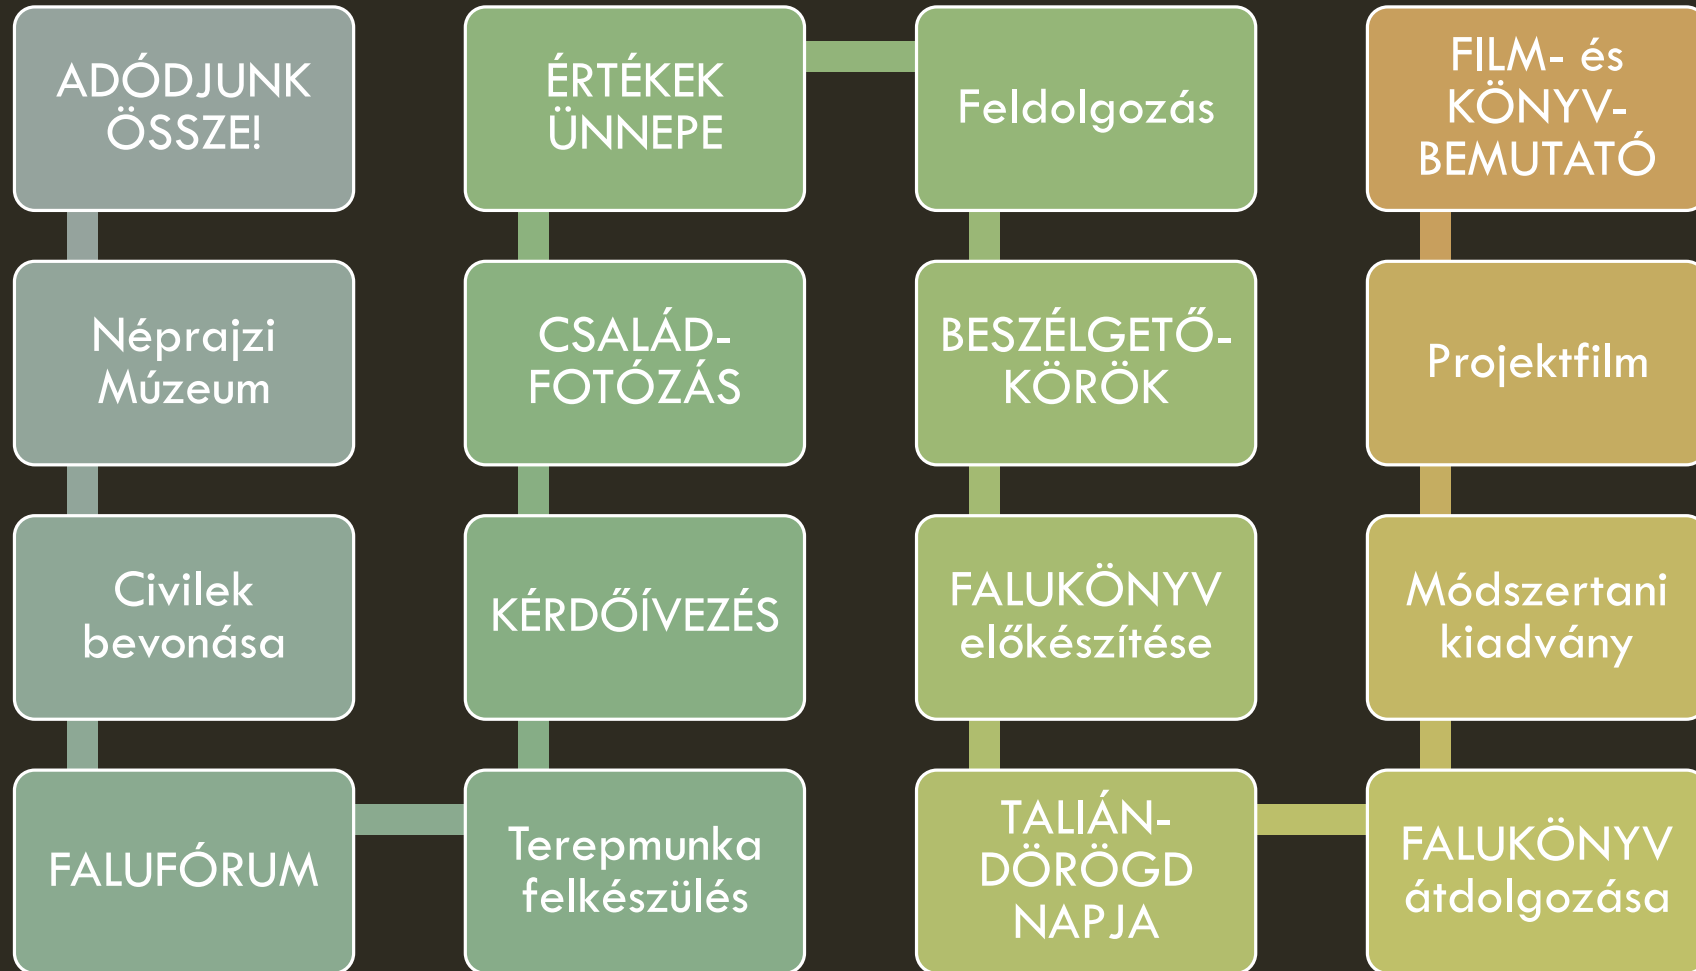 ADÓDJUNK
ÖSSZE!
Néprajzi
Múzeum
Civilek
bevonása
FALUFÓRUM
Terepmunka
felkészülés
KÉRDŐÍVEZÉS
CSALÁD-
FOTÓZÁS
ÉRTÉKEK
ÜNNEPE
Feldolgozás
BESZÉLGETŐ-
KÖRÖK
FALUKÖNYV
előkészítése
TALIÁN-
DÖRÖGD
NAPJA
FALUKÖNYV
átdolgozása
Módszertani
kiadvány
Projektfilm
FILM- és
KÖNYV-
BEMUTATÓ